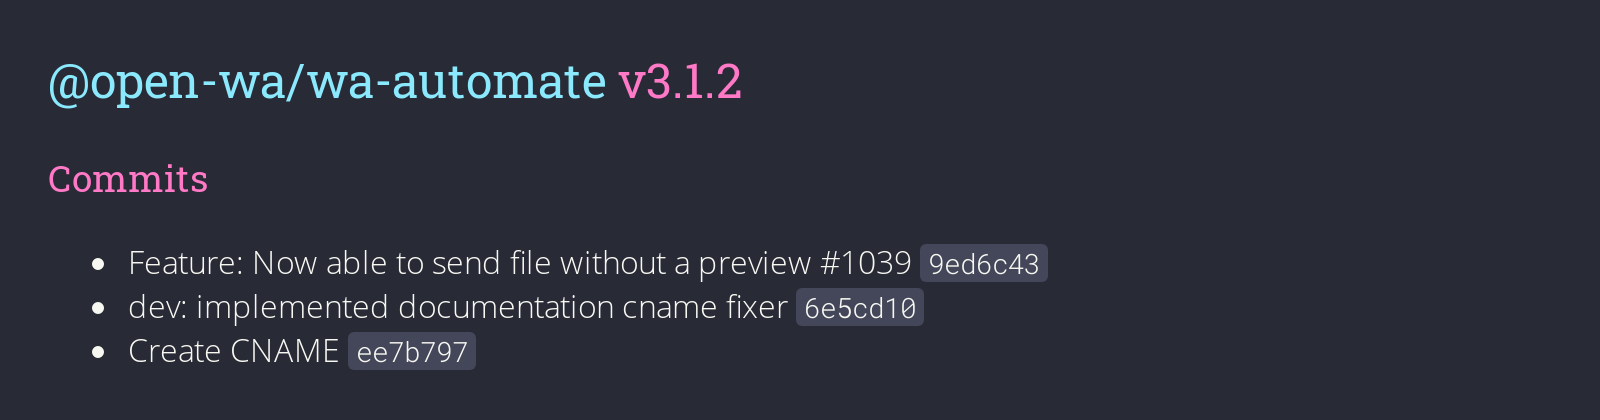 @open-wa/wa-automate v3.1.2
Commits
Feature: Now able to send file without a preview #1039 9ed6c43
dev: implemented documentation cname fixer 6e5cd10
Create CNAME ee7b797